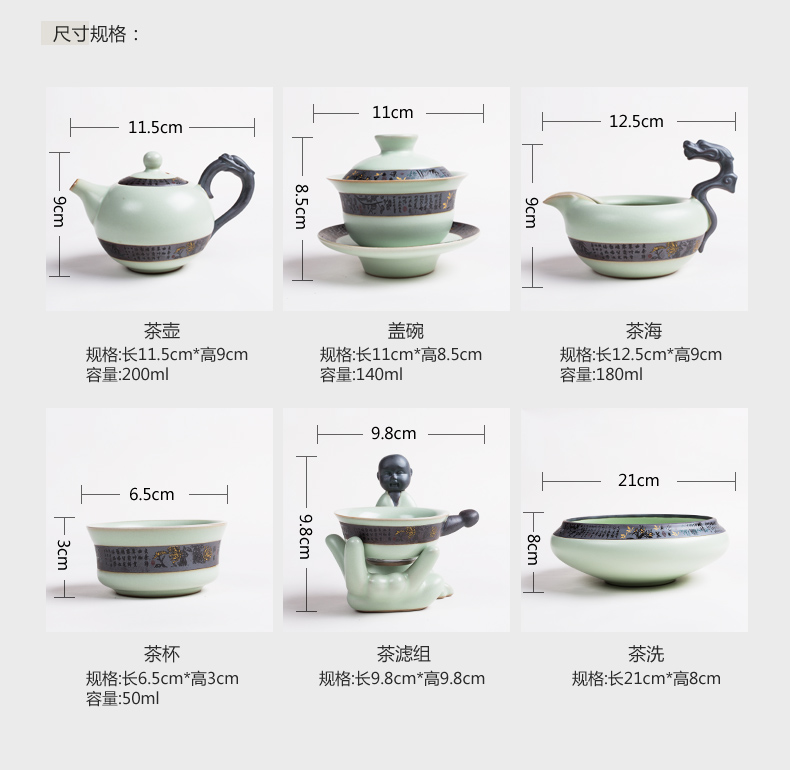 尺寸规格：
11.5cm
9cm
11cm
8.5cm
12.5cm
9cm
茶壶
规格:长11.5cm*高9cm
容量:200ml
盖碗
规格:长11cm*高8.5cm
容量:140ml
茶海
规格:长12.5cm*高9cm
容量:180ml
6.5cm
3cm
9.8cm
9.8cm
21cm
8cm
茶杯
规格:长6.5cm*高3cm
容量:50ml
茶滤组
规格:长9.8cm*高9.8cm
茶洗
规格:长21cm*高8cm